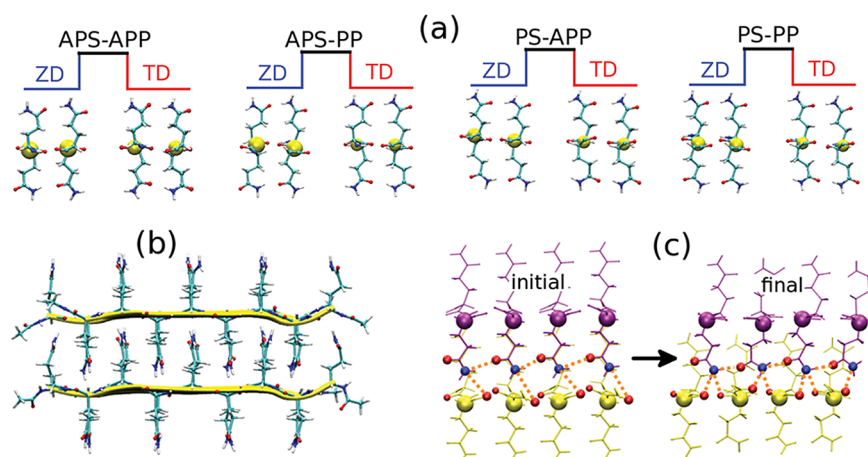 (a)
APS-APP
APS-PP
PS-APP
PS-PP
ZD
TD
ZD
TD
ZD
TD
ZD
TD
(b)
(c)
initial
final